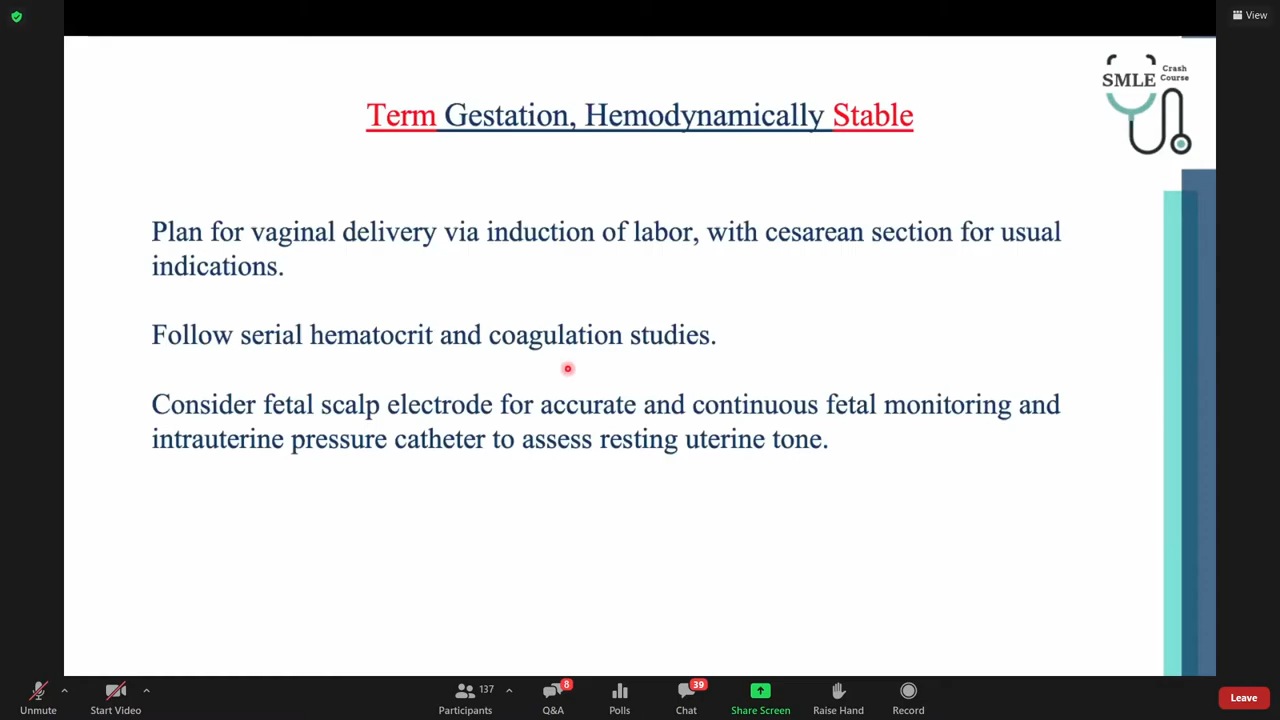 View
SMLE Crash Course
Term Gestation, Hemodynamically Stable
Plan for vaginal delivery via induction of labor, with cesarean section for usual
indications.
Follow serial hematocrit and coagulation studies.
Consider fetal scalp electrode for accurate and continuous fetal monitoring and
intrauterine pressure catheter to assess resting uterine tone.
137 8 39
Unmute Start Video Participants Q&A Polls Chat Share Screen Raise Hand Record Leave